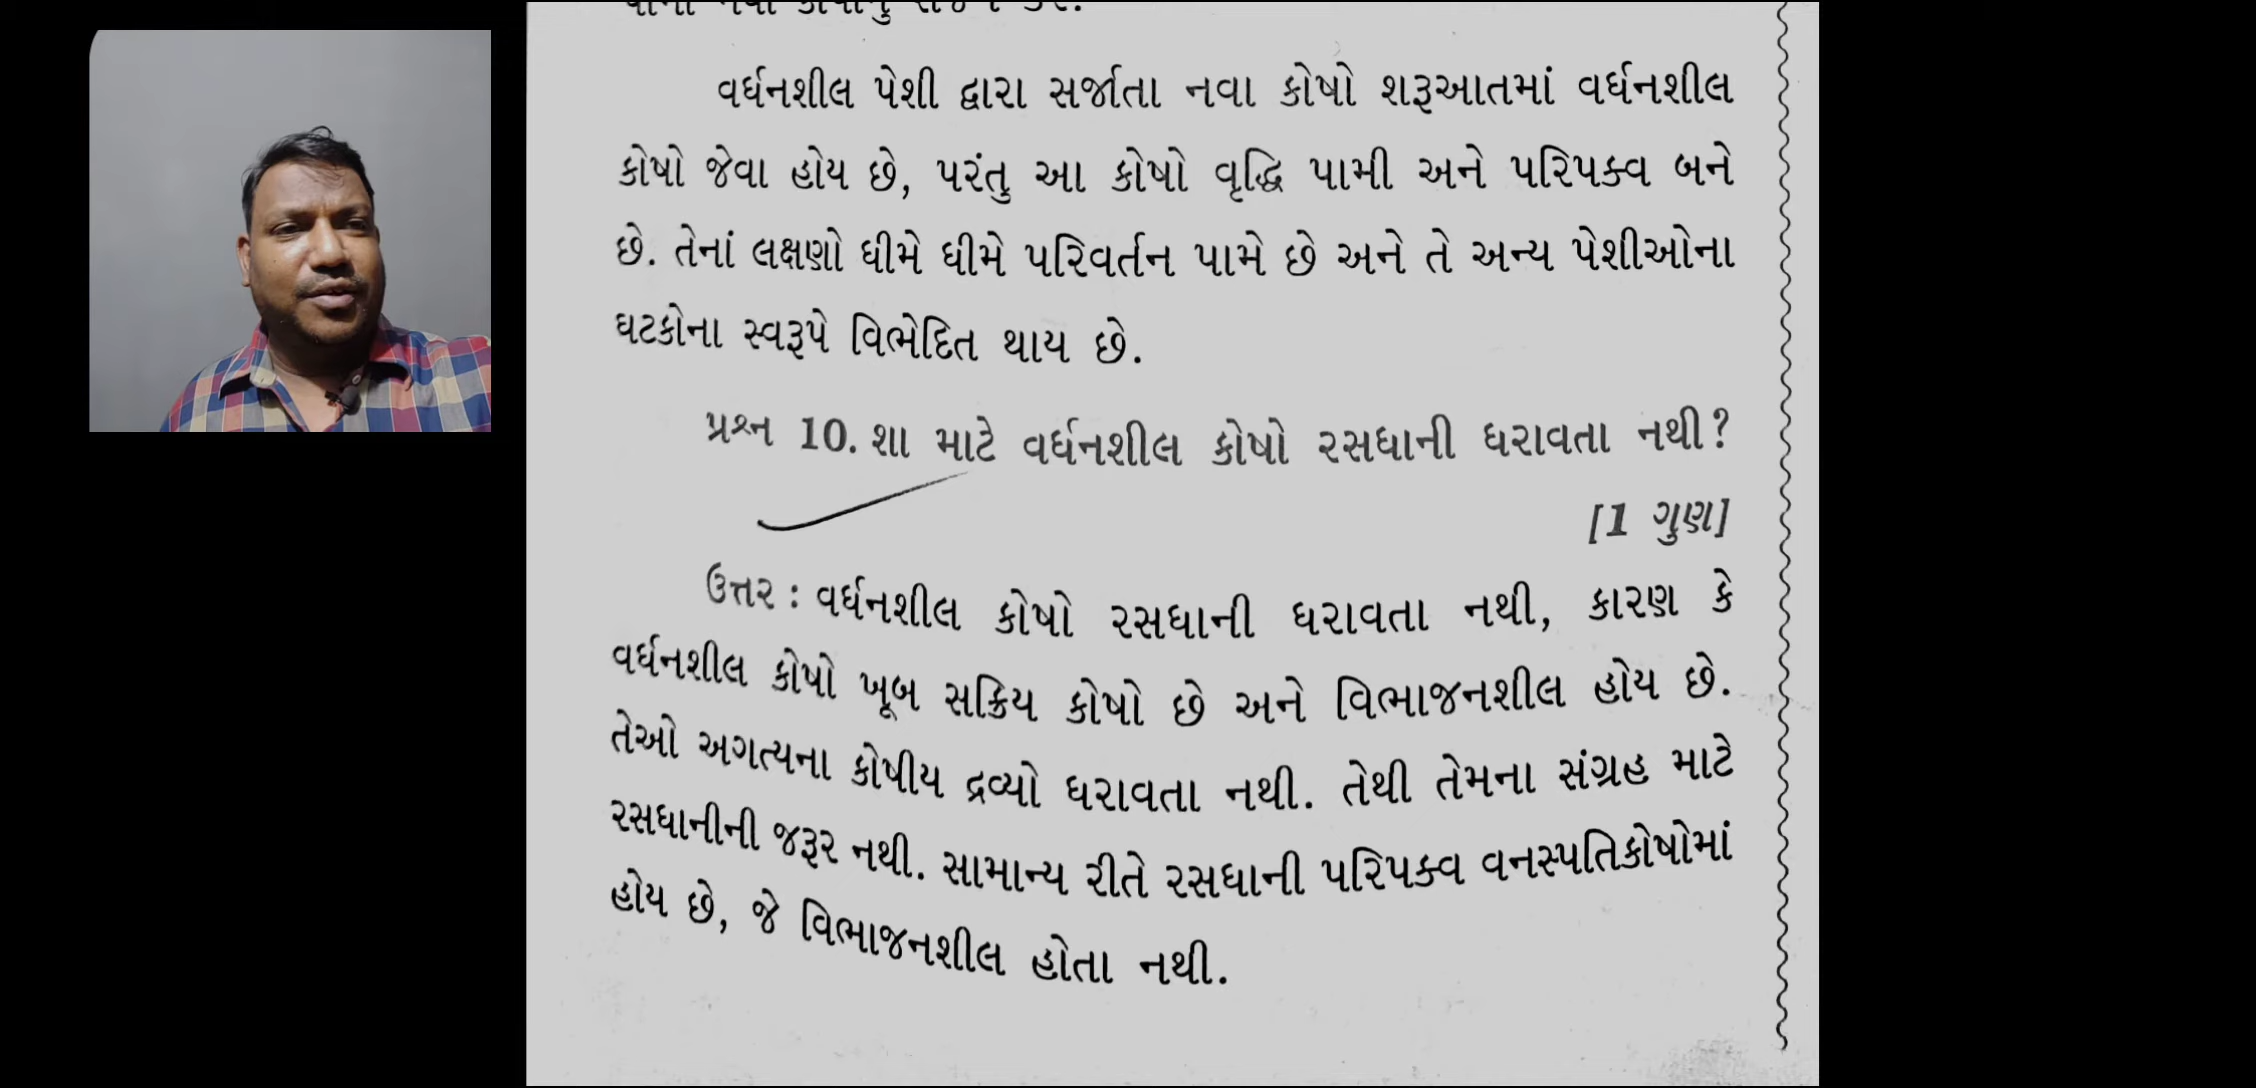 વર્ધનશીલ પેશી દ્વારા સર્જાતા નવા કોષો શરૂઆતમાં વર્ધનશીલ
કોષો જેવા હોય છે, પરંતુ આ કોષો વૃદ્ધિ પામી અને પરિપક્વ બને
છે. તેનાં લક્ષણો ધીમે ધીમે પરિવર્તન પામે છે અને તે અન્ય પેશીઓના
ઘટકોના સ્વરૂપે વિભેદિત થાય છે.
પ્રશ્ન 10. શા માટે વર્ધનશીલ કોષો રસધાની ધરાવતા નથી?
[1 ગુણ]
ઉત્તર : વર્ધનશીલ કોષો રસધાની ધરાવતા નથી, કારણ કે
વર્ધનશીલ કોષો ખૂબ સક્રિય કોષો છે અને વિભાજનશીલ હોય છે.
તેઓ અગત્યના કોષીય દ્રવ્યો ધરાવતા નથી. તેથી તેમના સંગ્રહ માટે
રસધાનીની જરૂર નથી. સામાન્ય રીતે રસધાની પરિપક્વ વનસ્પતિકોષોમાં
હોય છે, જે વિભાજનશીલ હોતા નથી.